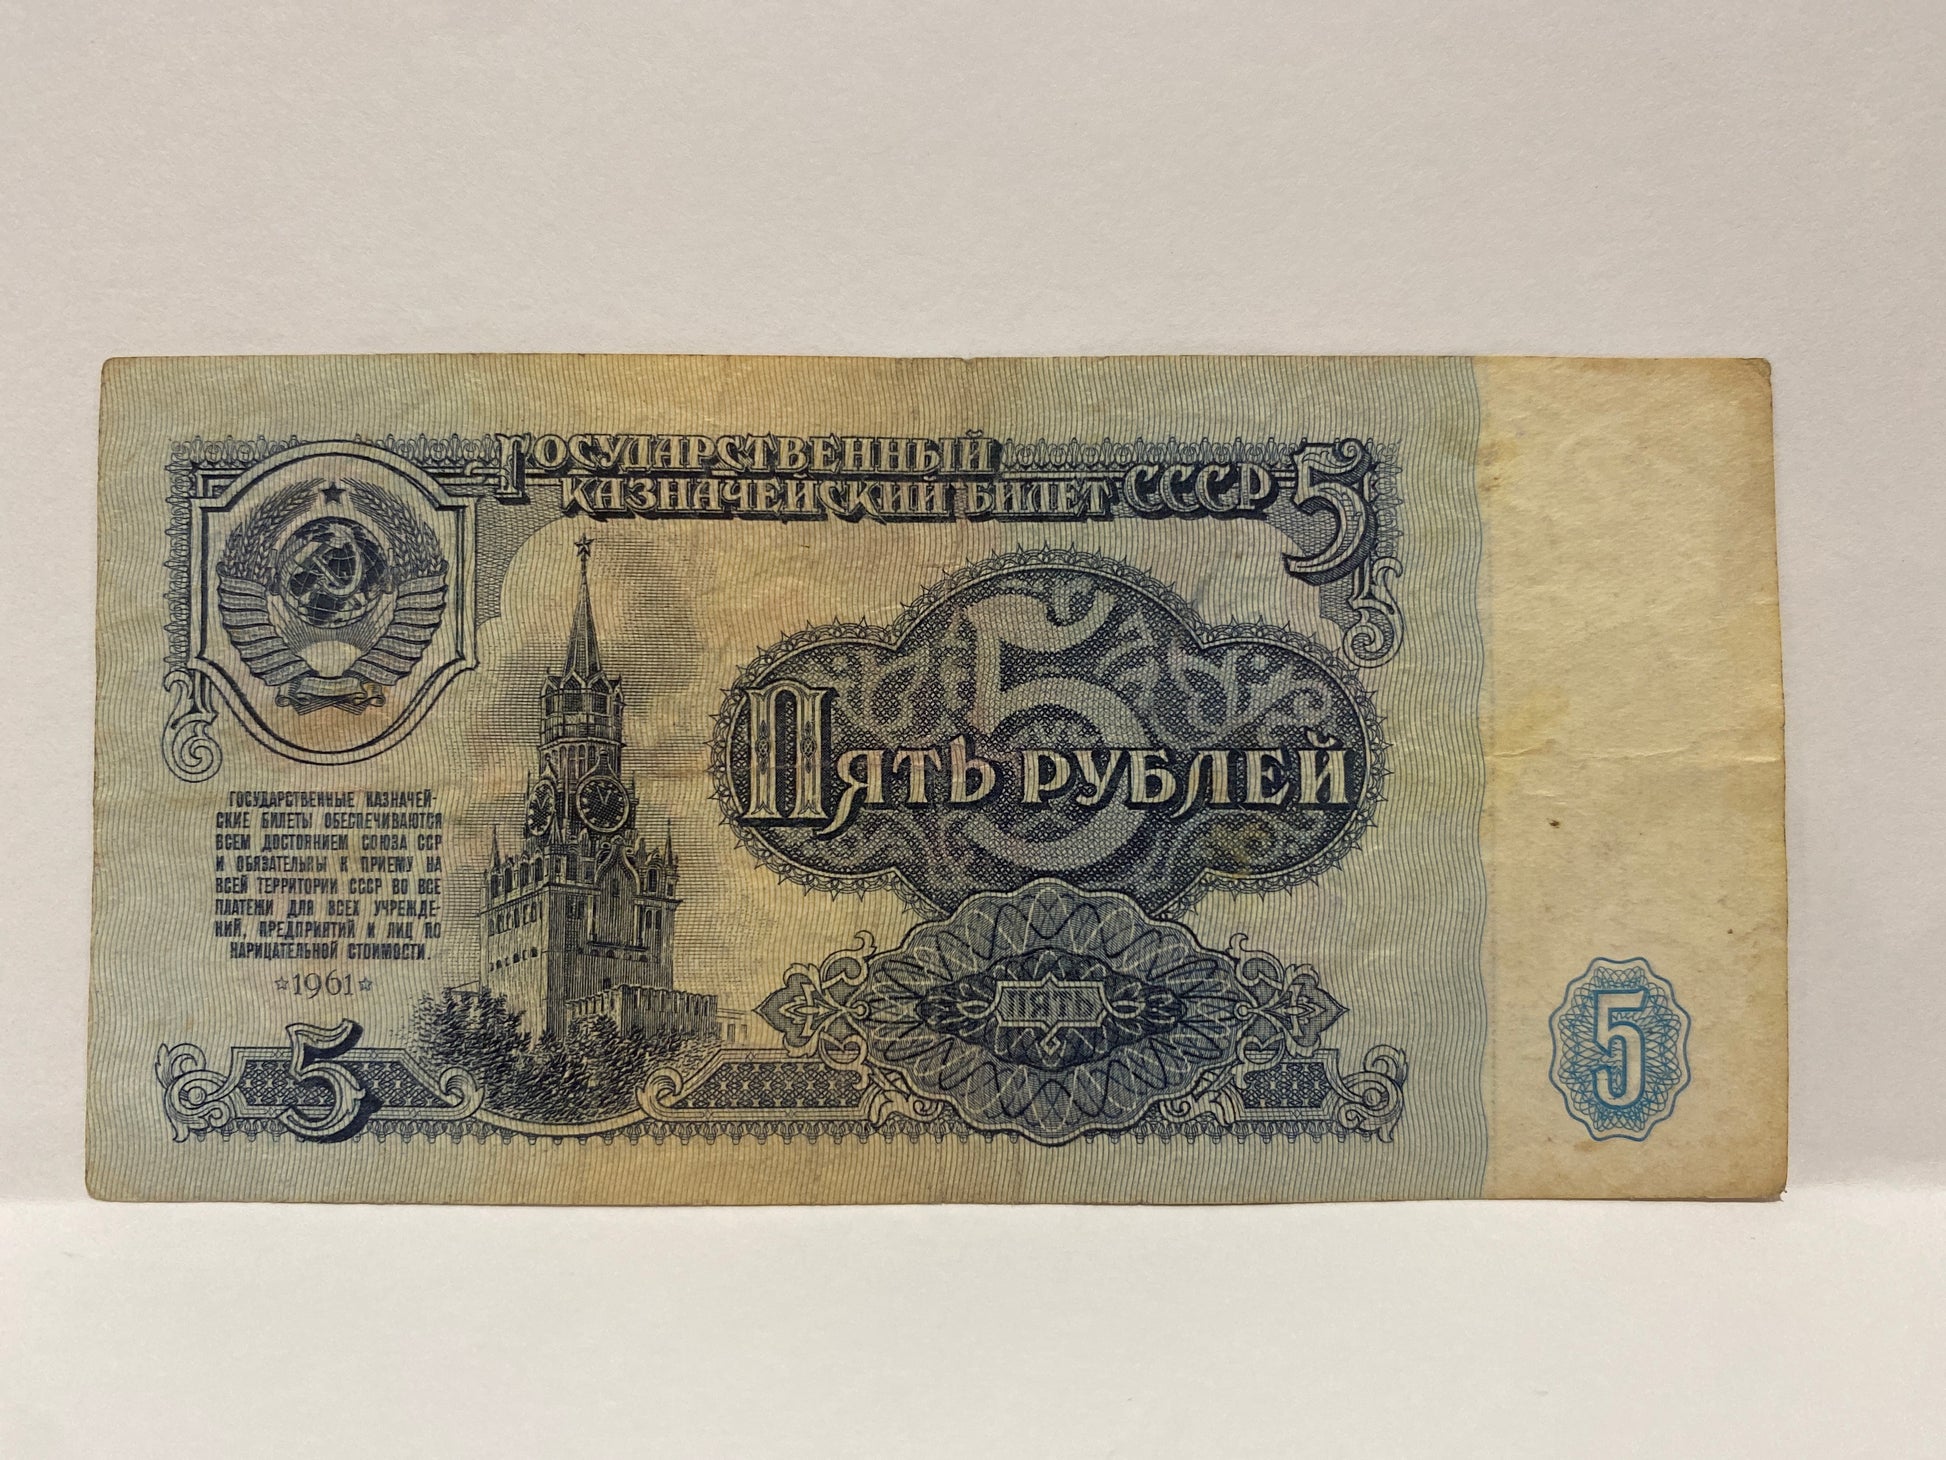 ГОСУДАРСТВЕННЫЙ
КАЗНАЧЕЙСКИЙ БИЛЕТ СССР 5
5
ПЯТЬ РУБЛЕЙ
ГОСУДАРСТВЕННЫЕ КАЗНАЧЕЙ-
СКИЕ БИЛЕТЫ ОБЕСПЕЧИВАЮТСЯ
ВСЕМ ДОСТОЯНИЕМ СОЮЗА ССР
И ОБЯЗАТЕЛЬНЫ К ПРИЕМУ НА
ВСЕЙ ТЕРРИТОРИИ СССР ВО ВСЕ
ПЛАТЕЖИ ДЛЯ ВСЕХ УЧРЕЖДЕ-
НИЙ, ПРЕДПРИЯТИЙ И ЛИЦ ПО
НАРИЦАТЕЛЬНОЙ СТОИМОСТИ.
☆1961☆
ПЯТЬ
5
5